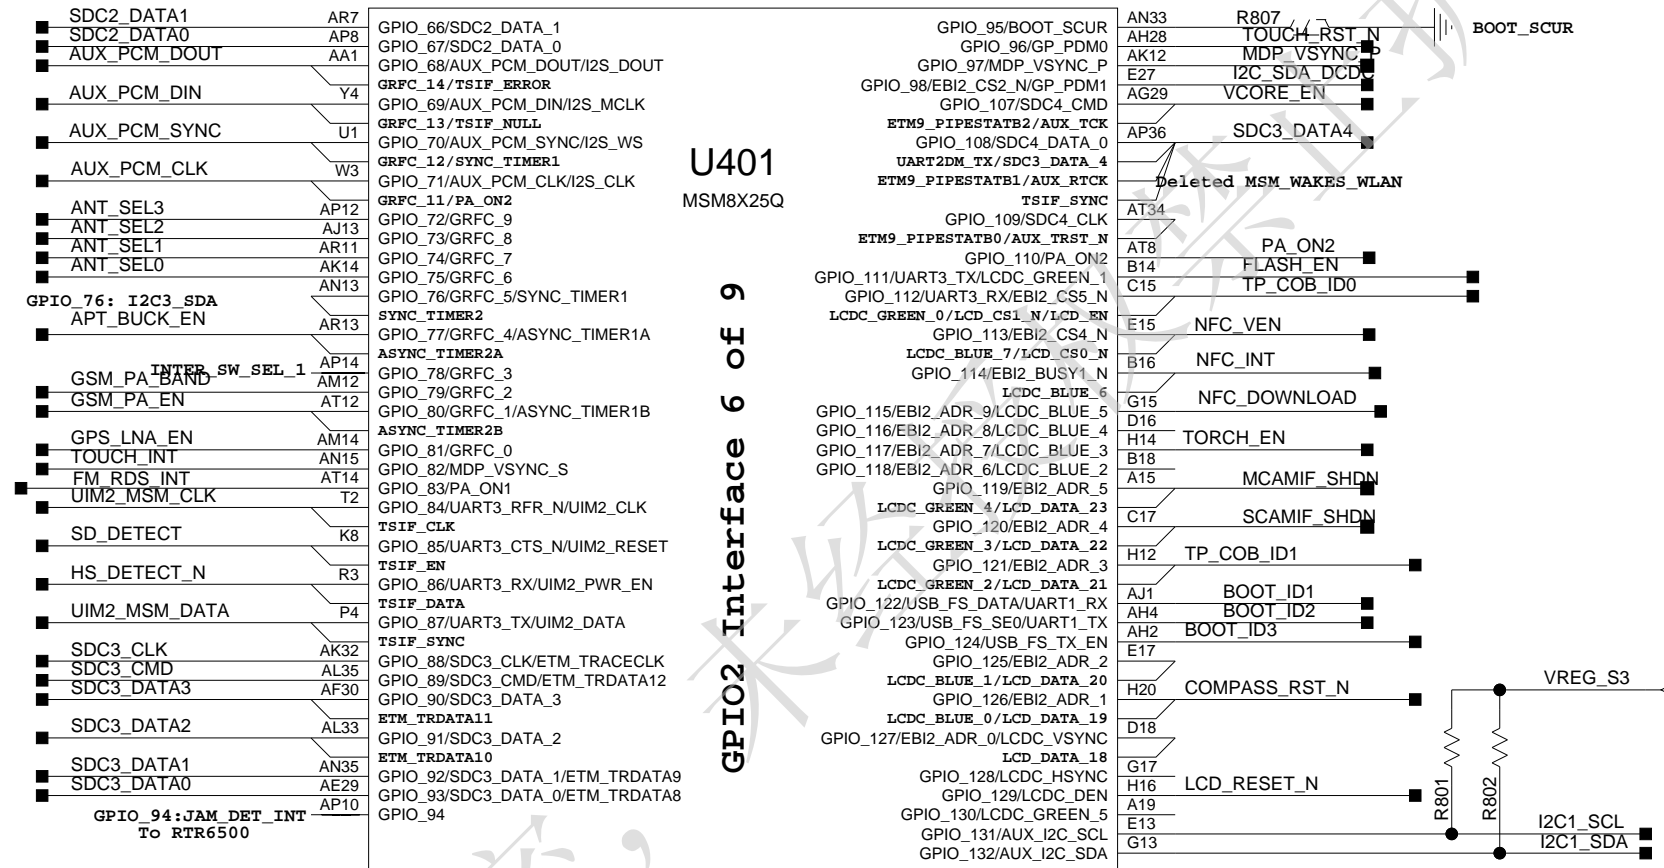 SDC2_DATA1 AR7 GPIO_66/SDC2_DATA_1
SDC2_DATA0 AP8 GPIO_67/SDC2_DATA_0
AUX_PCM_DOUT AA1 GPIO_68/AUX_PCM_DOUT/I2S_DOUT
GRFC_14/TSIF_ERROR
AUX_PCM_DIN Y4 GPIO_69/AUX_PCM_DIN/I2S_MCLK
GRFC_13/TSIF_NULL
AUX_PCM_SYNC U1 GPIO_70/AUX_PCM_SYNC/I2S_WS
GRFC_12/SYNC_TIMER1
AUX_PCM_CLK W3 GPIO_71/AUX_PCM_CLK/I2S_CLK
GRFC_11/PA_ON2
ANT_SEL3 AP12 GPIO_72/GRFC_9
ANT_SEL2 AJ13 GPIO_73/GRFC_8
ANT_SEL1 AR11 GPIO_74/GRFC_7
ANT_SEL0 AK14 GPIO_75/GRFC_6
AN13 GPIO_76/GRFC_5/SYNC_TIMER1
GPIO_76: I2C3_SDA
SYNC_TIMER2
APT_BUCK_EN AR13 GPIO_77/GRFC_4/ASYNC_TIMER1A
ASYNC_TIMER2A
INTER_SW_SEL_1 AP14 GPIO_78/GRFC_3
GSM_PA_BAND AM12 GPIO_79/GRFC_2
GSM_PA_EN AT12 GPIO_80/GRFC_1/ASYNC_TIMER1B
ASYNC_TIMER2B
GPS_LNA_EN AM14 GPIO_81/GRFC_0
TOUCH_INT AN15 GPIO_82/MDP_VSYNC_S
FM_RDS_INT AT14 GPIO_83/PA_ON1
UIM2_MSM_CLK T2 GPIO_84/UART3_RFR_N/UIM2_CLK
TSIF_CLK
SD_DETECT K8 GPIO_85/UART3_CTS_N/UIM2_RESET
TSIF_EN
HS_DETECT_N R3 GPIO_86/UART3_RX/UIM2_PWR_EN
TSIF_DATA
UIM2_MSM_DATA P4 GPIO_87/UART3_TX/UIM2_DATA
TSIF_SYNC
SDC3_CLK AK32 GPIO_88/SDC3_CLK/ETM_TRACECLK
SDC3_CMD AL35 GPIO_89/SDC3_CMD/ETM_TRDATA12
SDC3_DATA3 AF30 GPIO_90/SDC3_DATA_3
ETM_TRDATA11
SDC3_DATA2 AL33 GPIO_91/SDC3_DATA_2
ETM_TRDATA10
SDC3_DATA1 AN35 GPIO_92/SDC3_DATA_1/ETM_TRDATA9
SDC3_DATA0 AE29 GPIO_93/SDC3_DATA_0/ETM_TRDATA8
GPIO_94:JAM_DET_INT AP10 GPIO_94
To RTR6500
U401
MSM8X25Q
GPIO2 Interface 6 of 9
GPIO_95/BOOT_SCUR AN33 R807 BOOT_SCUR
GPIO_96/GP_PDM0 AH28 TOUCH_RST_N
GPIO_97/MDP_VSYNC_P AK12 MDP_VSYNC_P
GPIO_98/EBI2_CS2_N/GP_PDM1 E27 I2C_SDA_DCDC
GPIO_107/SDC4_CMD AG29 VCORE_EN
ETM9_PIPESTATB2/AUX_TCK
GPIO_108/SDC4_DATA_0 AP36 SDC3_DATA4
UART2DM_TX/SDC3_DATA_4
ETM9_PIPESTATB1/AUX_RTCK Deleted MSM_WAKES_WLAN
TSIF_SYNC
GPIO_109/SDC4_CLK AT34
ETM9_PIPESTATB0/AUX_TRST_N
GPIO_110/PA_ON2 AT8 PA_ON2
GPIO_111/UART3_TX/LCDC_GREEN_1 B14 FLASH_EN
GPIO_112/UART3_RX/EBI2_CS5_N C15 TP_COB_ID0
LCDC_GREEN_0/LCD_CS1_N/LCD_EN
GPIO_113/EBI2_CS4_N E15 NFC_VEN
LCDC_BLUE_7/LCD_CS0_N
GPIO_114/EBI2_BUSY1_N B16 NFC_INT
LCDC_BLUE_6
GPIO_115/EBI2_ADR_9/LCDC_BLUE_5 G15 NFC_DOWNLOAD
GPIO_116/EBI2_ADR_8/LCDC_BLUE_4 D16
GPIO_117/EBI2_ADR_7/LCDC_BLUE_3 H14 TORCH_EN
GPIO_118/EBI2_ADR_6/LCDC_BLUE_2 B18
GPIO_119/EBI2_ADR_5 A15 MCAMIF_SHDN
LCDC_GREEN_4/LCD_DATA_23
GPIO_120/EBI2_ADR_4 C17 SCAMIF_SHDN
LCDC_GREEN_3/LCD_DATA_22
GPIO_121/EBI2_ADR_3 H12 TP_COB_ID1
LCDC_GREEN_2/LCD_DATA_21
GPIO_122/USB_FS_DATA/UART1_RX AJ1 BOOT_ID1
GPIO_123/USB_FS_SE0/UART1_TX AH4 BOOT_ID2
GPIO_124/USB_FS_TX_EN AH2 BOOT_ID3
GPIO_125/EBI2_ADR_2 E17
LCDC_BLUE_1/LCD_DATA_20
GPIO_126/EBI2_ADR_1 H20 COMPASS_RST_N
LCDC_BLUE_0/LCD_DATA_19
GPIO_127/EBI2_ADR_0/LCDC_VSYNC D18
LCD_DATA_18
GPIO_128/LCDC_HSYNC G17
GPIO_129/LCDC_DEN H16 LCD_RESET_N
GPIO_130/LCDC_GREEN_5 A19
GPIO_131/AUX_I2C_SCL E13 I2C1_SCL
GPIO_132/AUX_I2C_SDA G13 I2C1_SDA
VREG_S3
R801
R802
未经授权禁止